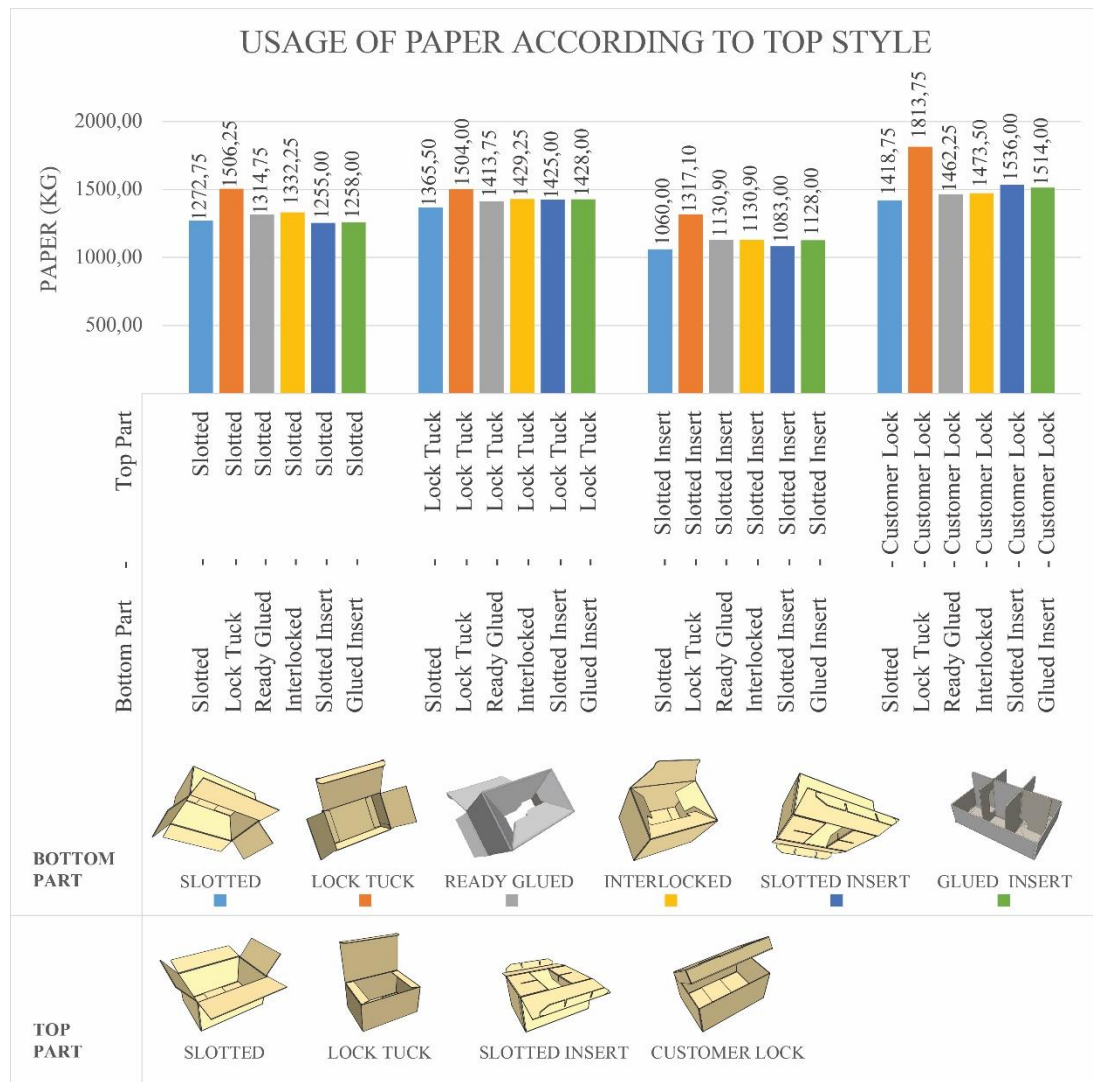 USAGE OF PAPER ACCORDING TO TOP STYLE
PAPER (KG)
2000,00
1500,00
1000,00
500,00
1272,75
1506,25
1314,75
1332,25
1255,00
1258,00
1365,50
1504,00
1413,75
1429,25
1425,00
1428,00
1060,00
1317,10
1130,90
1130,90
1083,00
1128,00
1418,75
1813,75
1462,25
1473,50
1536,00
1514,00
Bottom Part - Top Part
Slotted - Slotted
Lock Tuck - Slotted
Ready Glued - Slotted
Interlocked - Slotted
Slotted Insert - Slotted
Glued Insert - Slotted
Slotted - Lock Tuck
Lock Tuck - Lock Tuck
Ready Glued - Lock Tuck
Interlocked - Lock Tuck
Slotted Insert - Lock Tuck
Glued Insert - Lock Tuck
Slotted - Slotted Insert
Lock Tuck - Slotted Insert
Ready Glued - Slotted Insert
Interlocked - Slotted Insert
Slotted Insert - Slotted Insert
Glued Insert - Slotted Insert
Slotted - Customer Lock
Lock Tuck - Customer Lock
Ready Glued - Customer Lock
Interlocked - Customer Lock
Slotted Insert - Customer Lock
Glued Insert - Customer Lock
BOTTOM
PART
SLOTTED
LOCK TUCK
READY GLUED
INTERLOCKED
SLOTTED INSERT
GLUED INSERT
TOP
PART
SLOTTED
LOCK TUCK
SLOTTED INSERT
CUSTOMER LOCK